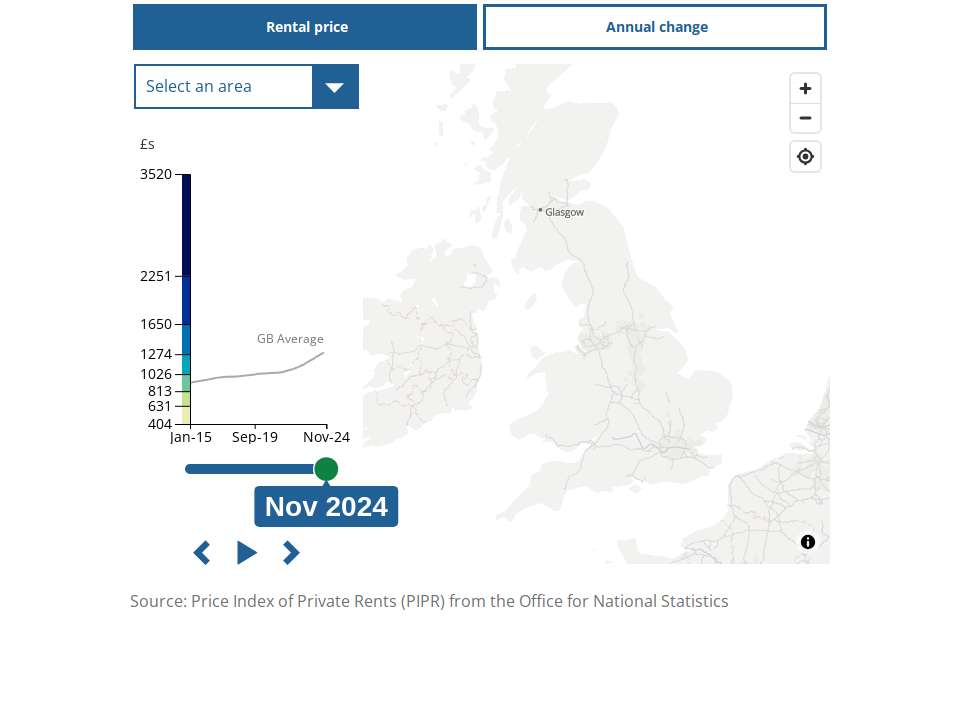 Rental price
Annual change
Select an area
£s
3520
2251
1650
1274
1026
813
631
404
GB Average
Jan-15 Sep-19 Nov-24
Nov 2024
Glasgow
Source: Price Index of Private Rents (PIPR) from the Office for National Statistics